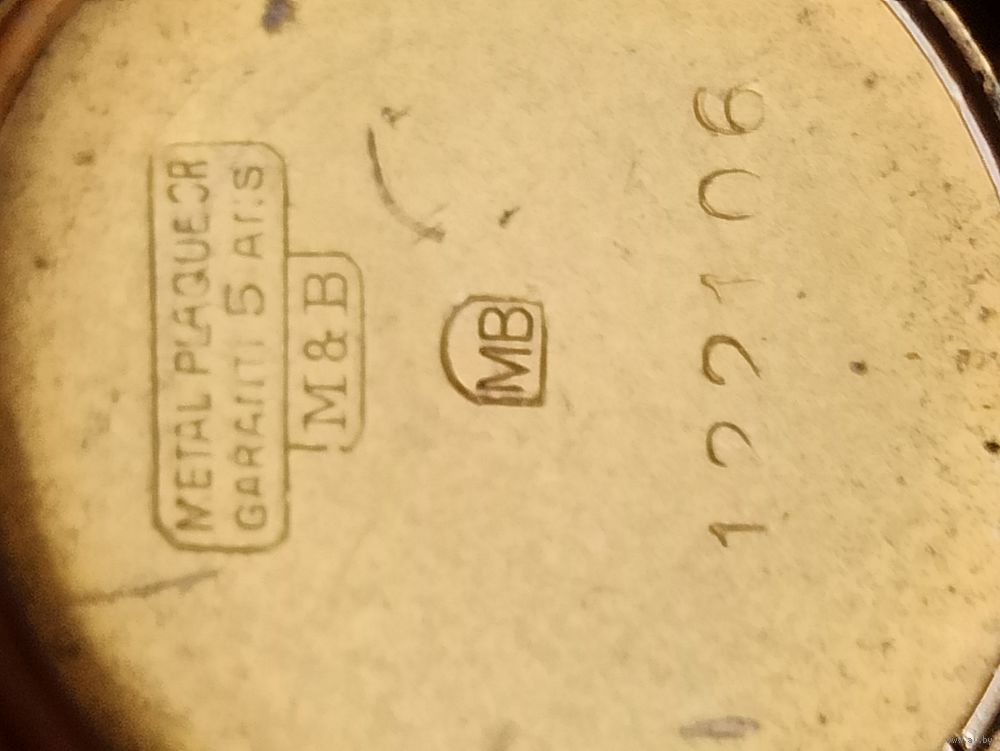 METAL PLAQUE OR
GARANTI 5 ANS
M & B
MB
122106